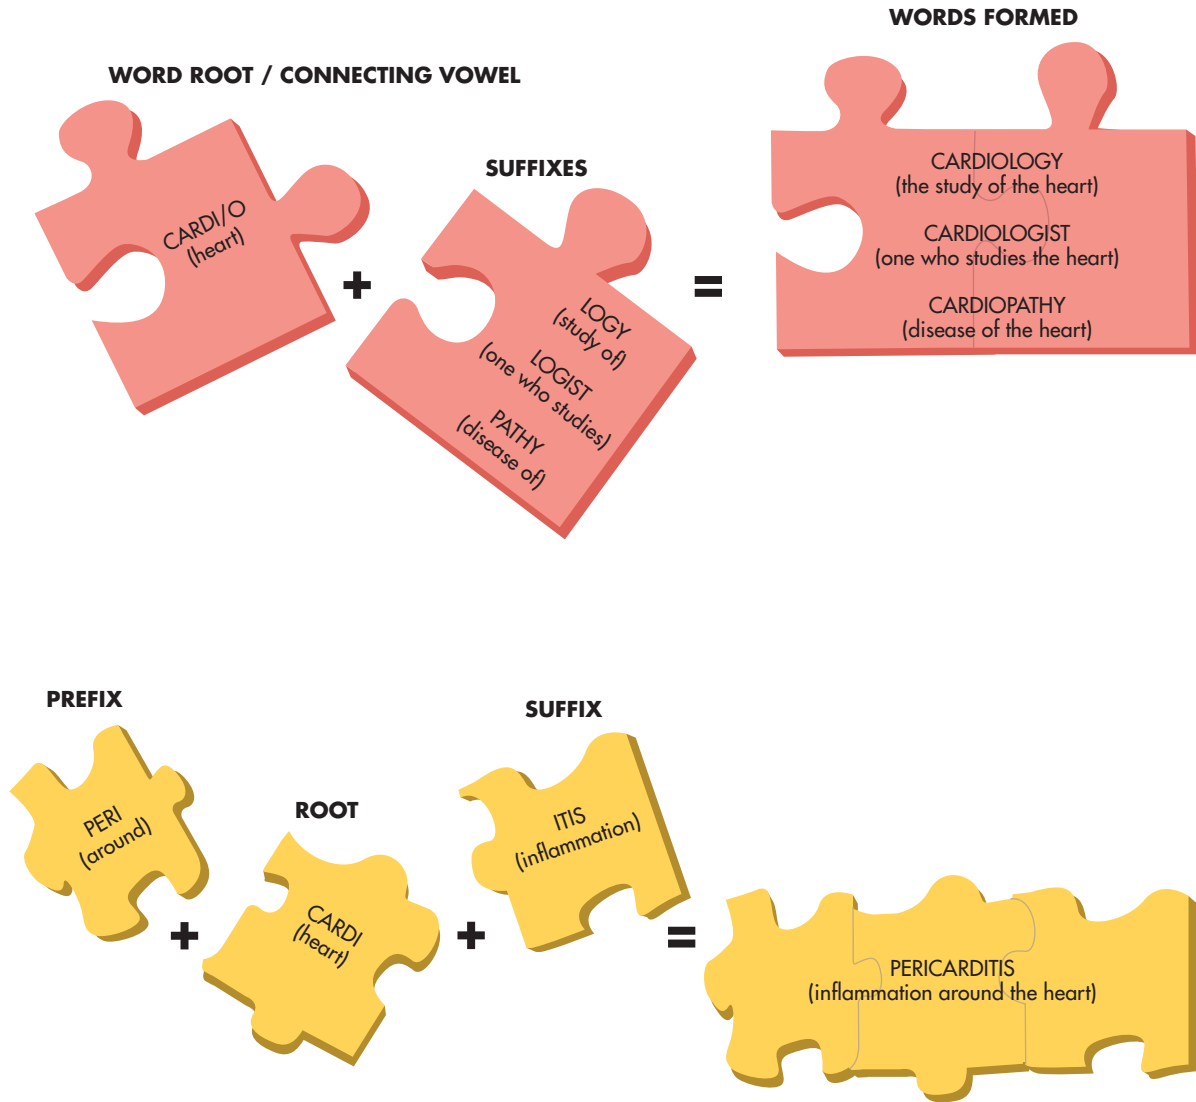 WORDS FORMED
WORD ROOT / CONNECTING VOWEL
CARDI/O
(heart)
+
SUFFIXES
LOGY
(study of)
LOGIST
(one who studies)
PATHY
(disease of)
=
CARDIOLOGY
(the study of the heart)
CARDIOLOGIST
(one who studies the heart)
CARDIOPATHY
(disease of the heart)
PREFIX
PERI
(around)
+
ROOT
CARDI
(heart)
+
SUFFIX
ITIS
(inflammation)
=
PERICARDITIS
(inflammation around the heart)